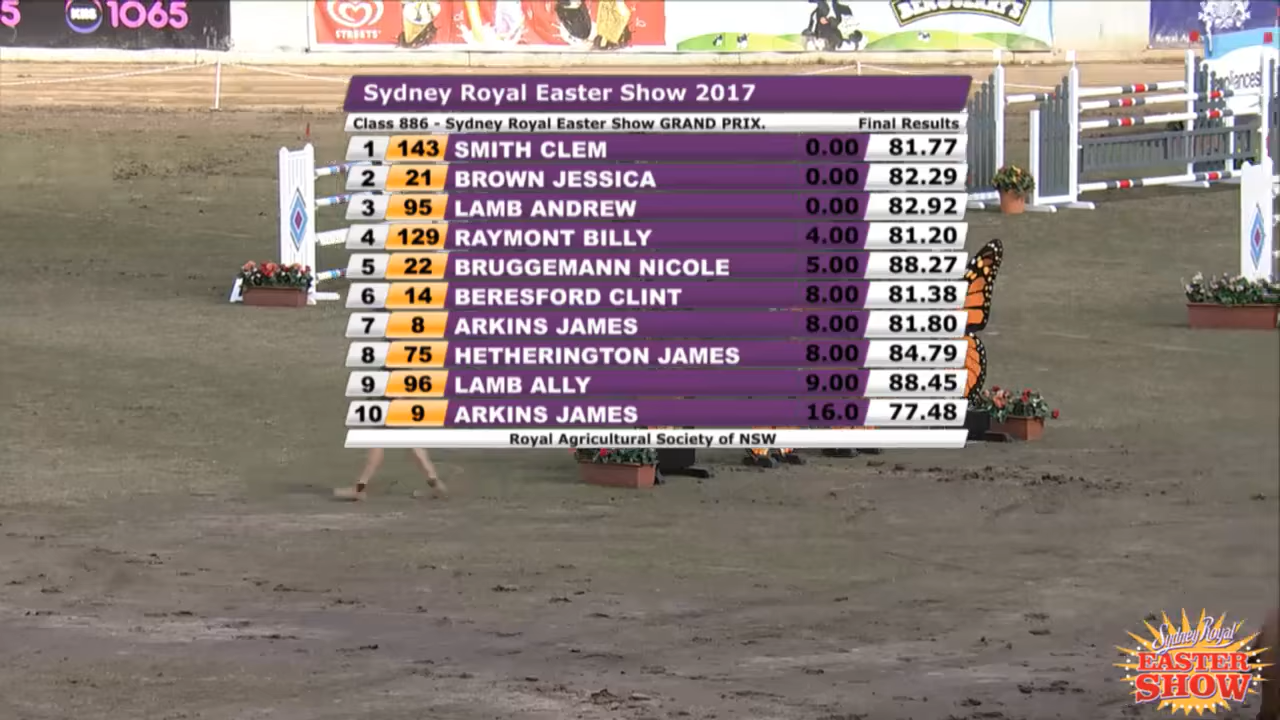 5 KIIS 1065
STREETS
BEN&JERRY'S
Sydney Royal Easter Show 2017
Class 886 - Sydney Royal Easter Show GRAND PRIX. Final Results
1 143 SMITH CLEM 0.00 81.77
2 21 BROWN JESSICA 0.00 82.29
3 95 LAMB ANDREW 0.00 82.92
4 129 RAYMONT BILLY 4.00 81.20
5 22 BRUGGEMANN NICOLE 5.00 88.27
6 14 BERESFORD CLINT 8.00 81.38
7 8 ARKINS JAMES 8.00 81.80
8 75 HETHERINGTON JAMES 8.00 84.79
9 96 LAMB ALLY 9.00 88.45
10 9 ARKINS JAMES 16.0 77.48
Royal Agricultural Society of NSW
Sydney Royal
EASTER
SHOW